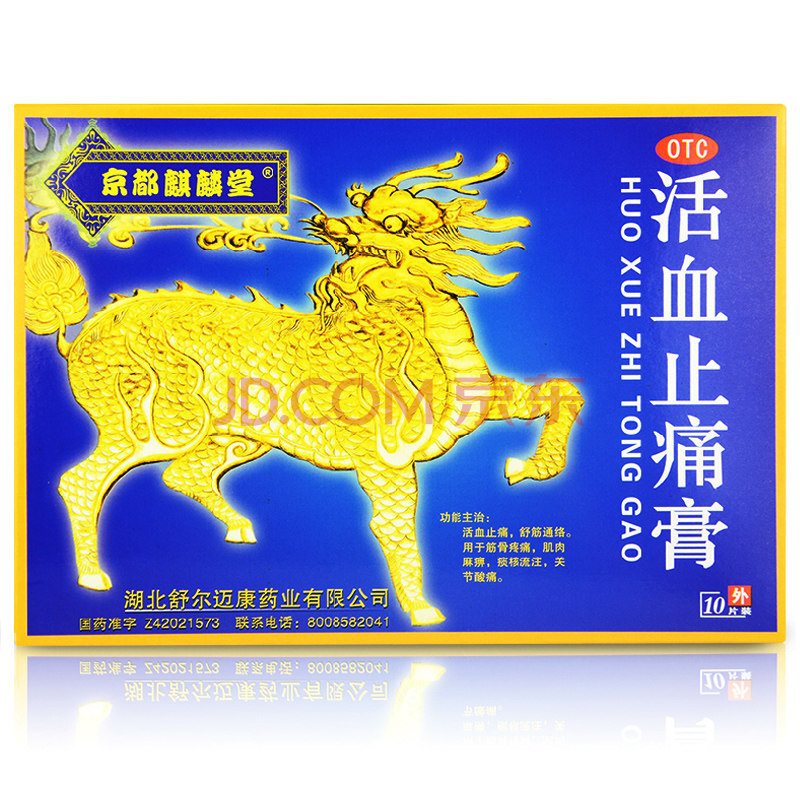 京都麒麟堂®
OTC
活血止痛膏
HUO XUE ZHI TONG GAO
JD.COM 京东
功能主治：
活血止痛，舒筋通络。
用于筋骨疼痛，肌肉
麻痹，痰核流注，关
节酸痛。
湖北舒尔迈康药业有限公司
国药准字 Z42021573 联系电话：8008582041
10片装
外